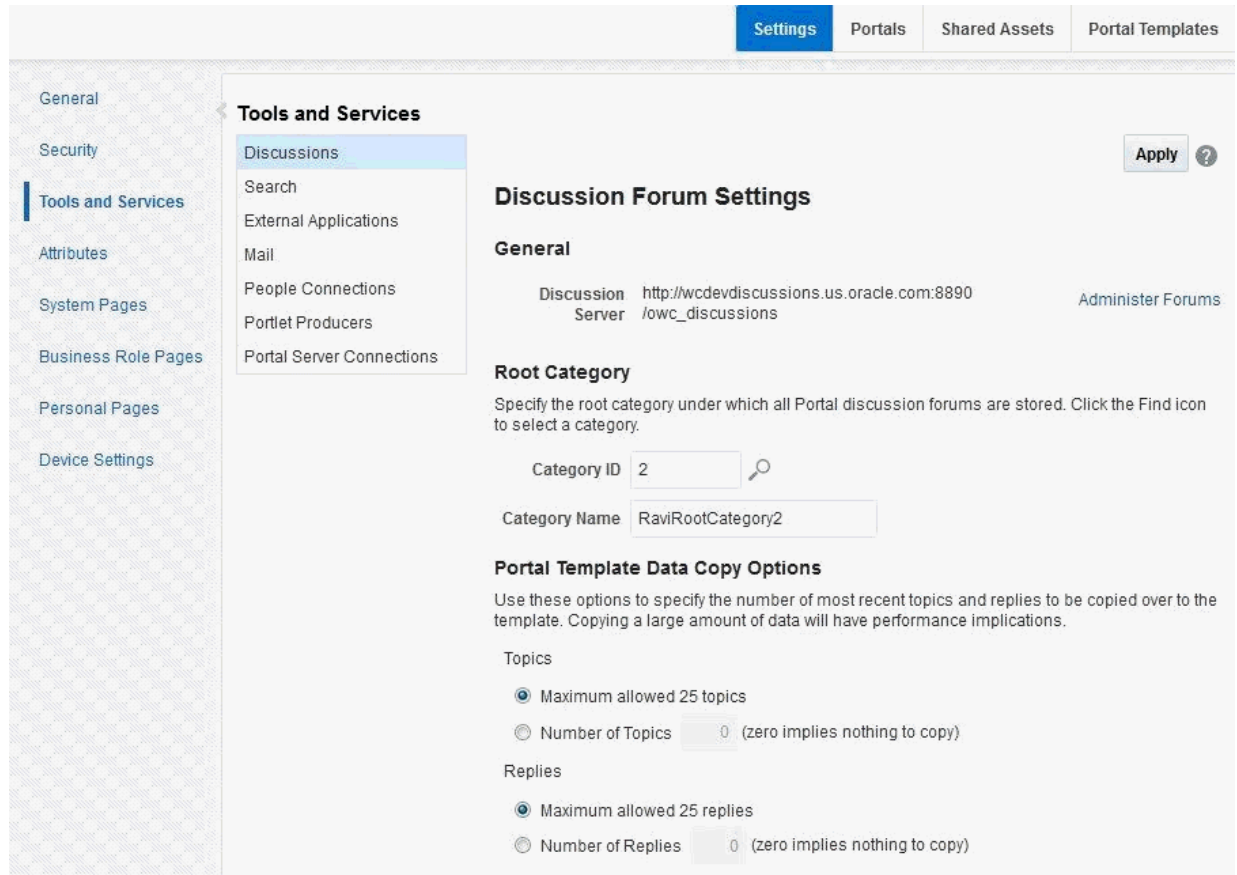 Settings
Portals
Shared Assets
Portal Templates
General
Security
Tools and Services
Attributes
System Pages
Business Role Pages
Personal Pages
Device Settings
Tools and Services
Discussions
Search
External Applications
Mail
People Connections
Portlet Producers
Portal Server Connections
Apply
?
Discussion Forum Settings
General
Discussion Server
http://wcdevdiscussions.us.oracle.com:8890
/owc_discussions
Administer Forums
Root Category
Specify the root category under which all Portal discussion forums are stored. Click the Find icon
to select a category.
Category ID 2
Category Name RaviRootCategory2
Portal Template Data Copy Options
Use these options to specify the number of most recent topics and replies to be copied over to the
template. Copying a large amount of data will have performance implications.
Topics
Maximum allowed 25 topics
Number of Topics 0 (zero implies nothing to copy)
Replies
Maximum allowed 25 replies
Number of Replies 0 (zero implies nothing to copy)